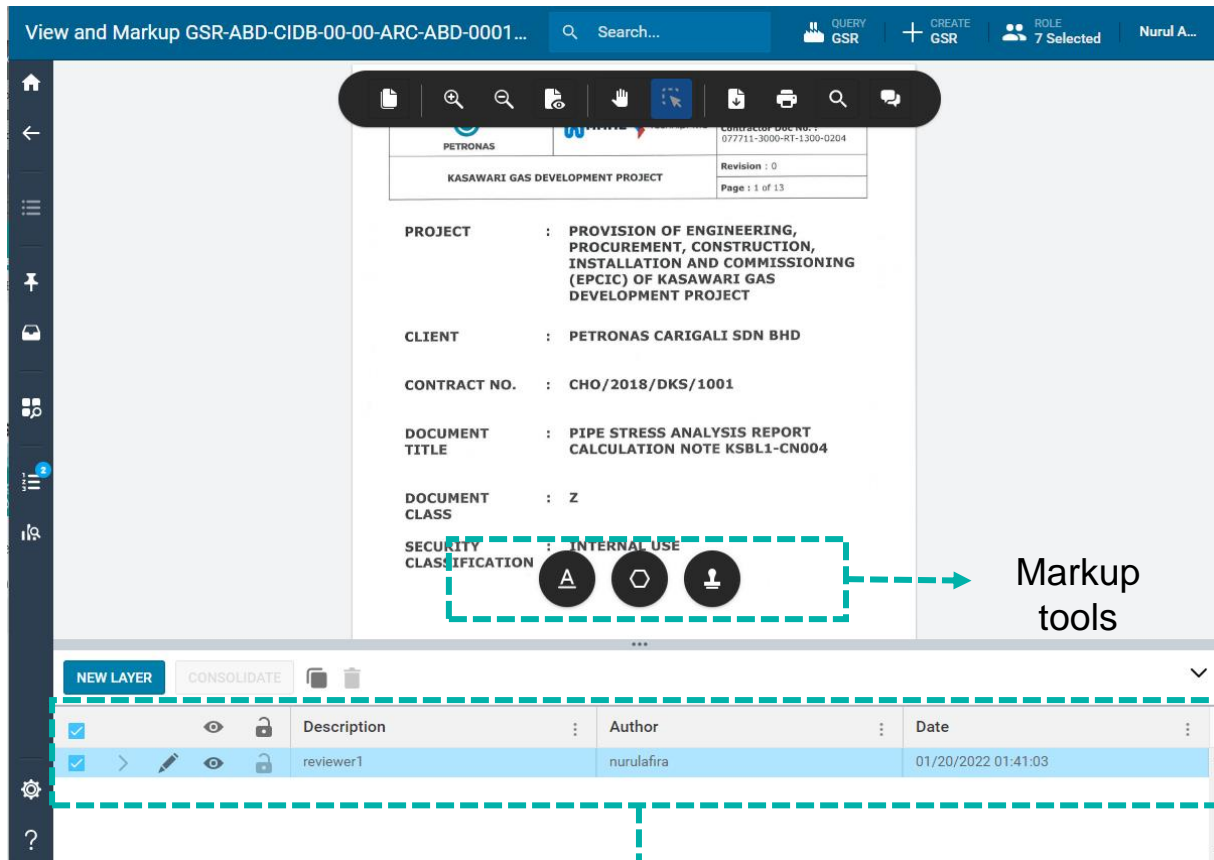 View and Markup GSR-ABD-CIDB-00-00-ARC-ABD-0001...
Search...
QUERY
GSR
CREATE
GSR
ROLE
7 Selected
Nurul A...
PETRONAS
Contractor Doc No. :
077711-3000-RT-1300-0204
KASAWARI GAS DEVELOPMENT PROJECT
Revision : 0
Page : 1 of 13
PROJECT : PROVISION OF ENGINEERING,
PROCUREMENT, CONSTRUCTION,
INSTALLATION AND COMMISSIONING
(EPCIC) OF KASAWARI GAS
DEVELOPMENT PROJECT
CLIENT : PETRONAS CARIGALI SDN BHD
CONTRACT NO. : CHO/2018/DKS/1001
DOCUMENT : PIPE STRESS ANALYSIS REPORT
TITLE CALCULATION NOTE KSBL1-CN004
DOCUMENT : Z
CLASS
SECURITY : INTERNAL USE
CLASSIFICATION
A
Markup
tools
2
NEW LAYER
CONSOLIDATE
Description
Author
Date
reviewer1
nurulafira
01/20/2022 01:41:03
?